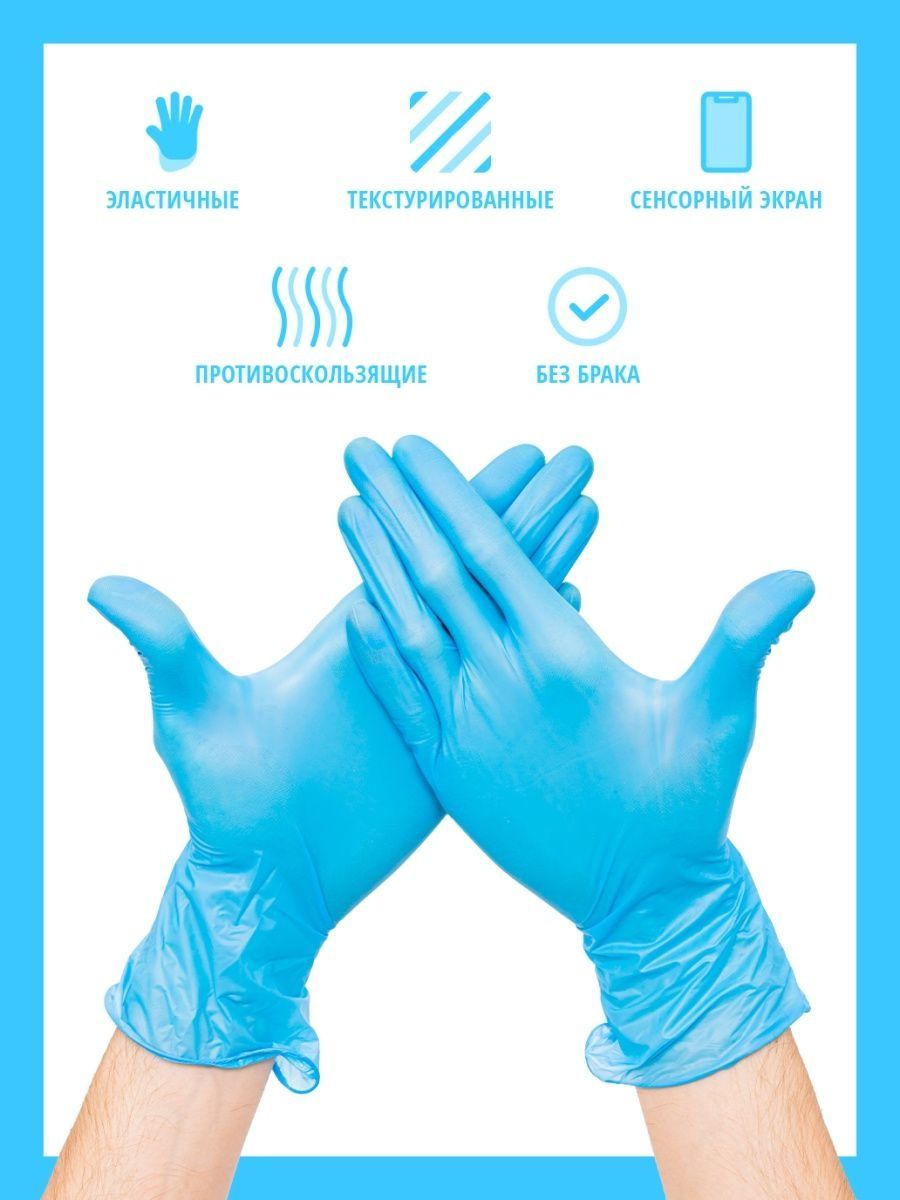 ЭЛАСТИЧНЫЕ
ТЕКСТУРИРОВАННЫЕ
СЕНСОРНЫЙ ЭКРАН
ПРОТИВОСКОЛЬЗЯЩИЕ
БЕЗ БРАКА